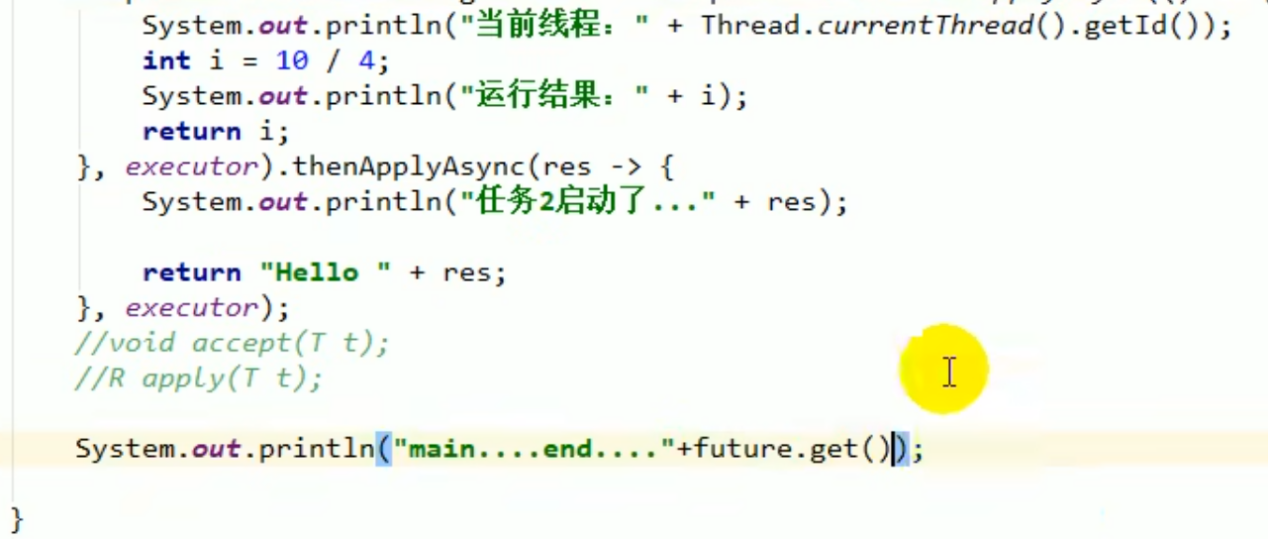 System.out.println("当前线程：" + Thread.currentThread().getId());
int i = 10 / 4;
System.out.println("运行结果：" + i);
return i;
}, executor).thenApplyAsync(res -> {
System.out.println("任务2启动了..." + res);
return "Hello " + res;
}, executor);
//void accept(T t);
//R apply(T t);
System.out.println("main....end...."+future.get());
}